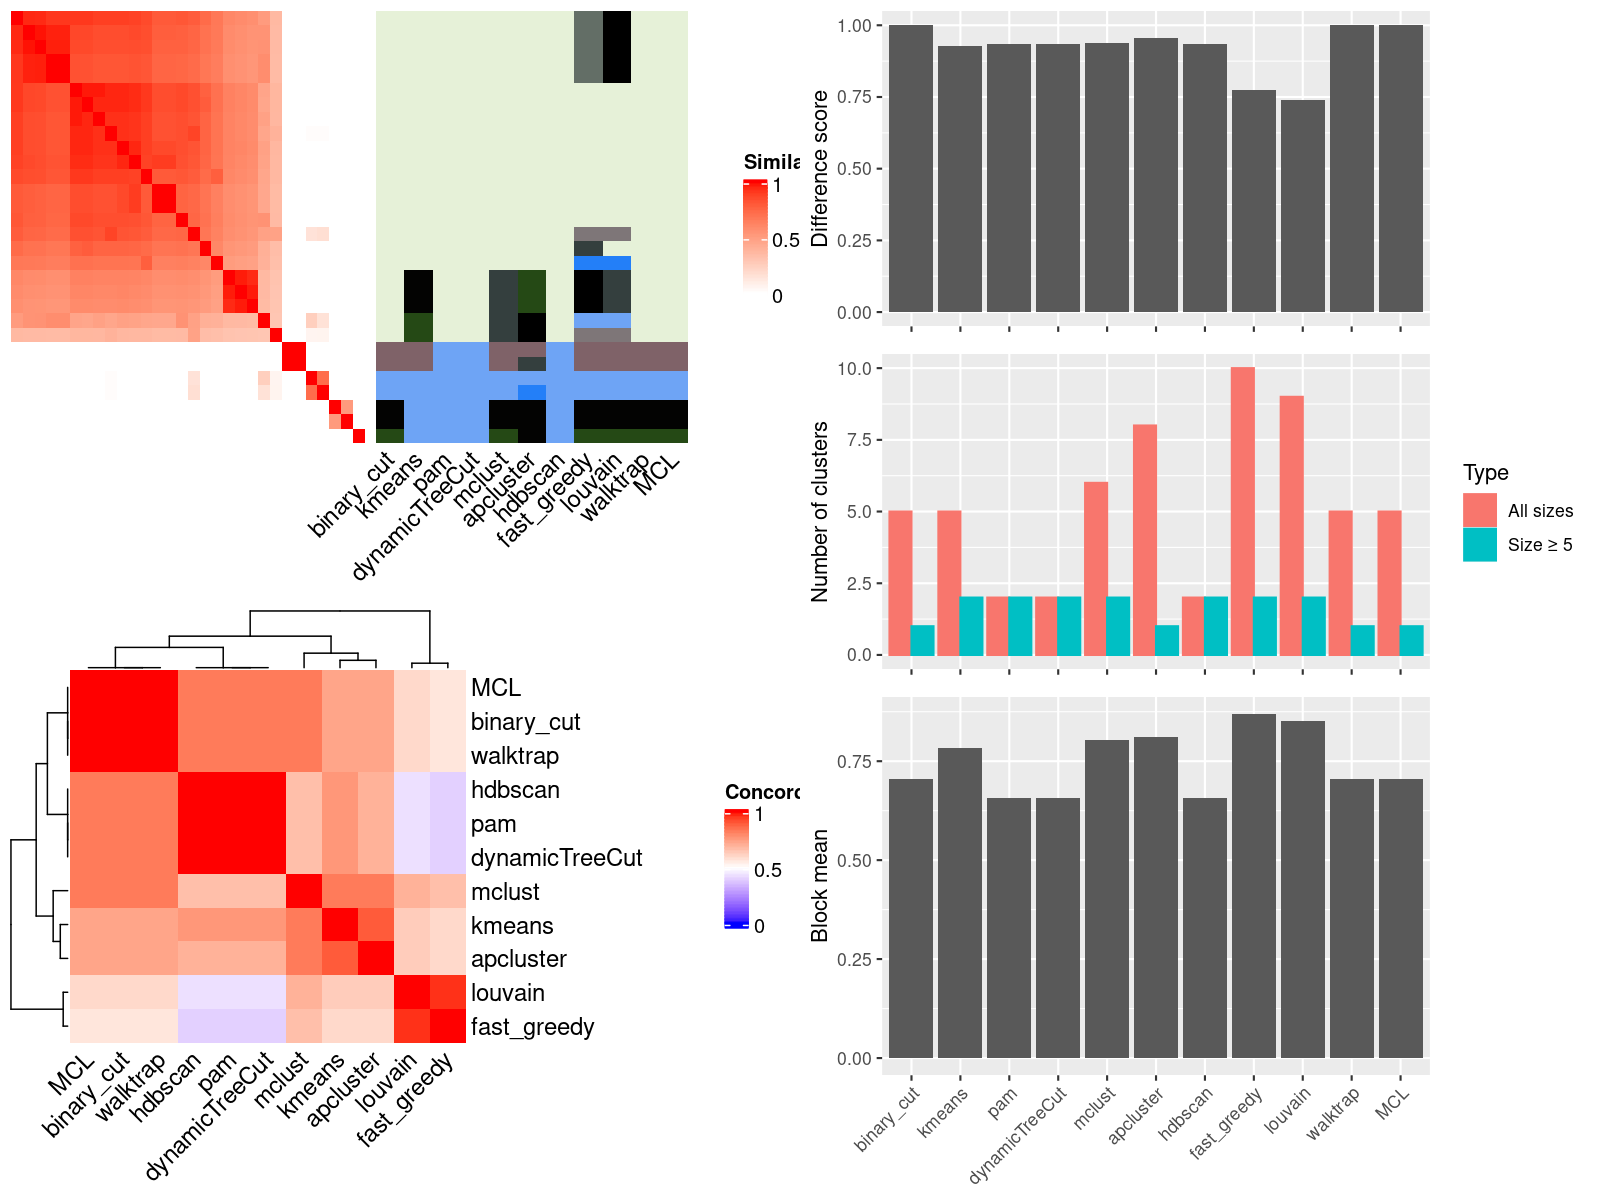 Simila
1
0.5
0
binary_cut
kmeans
pam
dynamicTreeCut
mclust
apcluster
hdbscan
fast_greedy
louvain
walktrap
MCL
Difference score
1.00
0.75
0.50
0.25
0.00
Number of clusters
10.0
7.5
5.0
2.5
0.0
Type
All sizes
Size ≥ 5
MCL
binary_cut
walktrap
hdbscan
pam
dynamicTreeCut
mclust
kmeans
apcluster
louvain
fast_greedy
MCL
binary_cut
walktrap
hdbscan
pam
dynamicTreeCut
mclust
kmeans
apcluster
louvain
fast_greedy
Concord
1
0.5
0
Block mean
0.75
0.50
0.25
0.00
binary_cut
kmeans
pam
dynamicTreeCut
mclust
apcluster
hdbscan
fast_greedy
louvain
walktrap
MCL